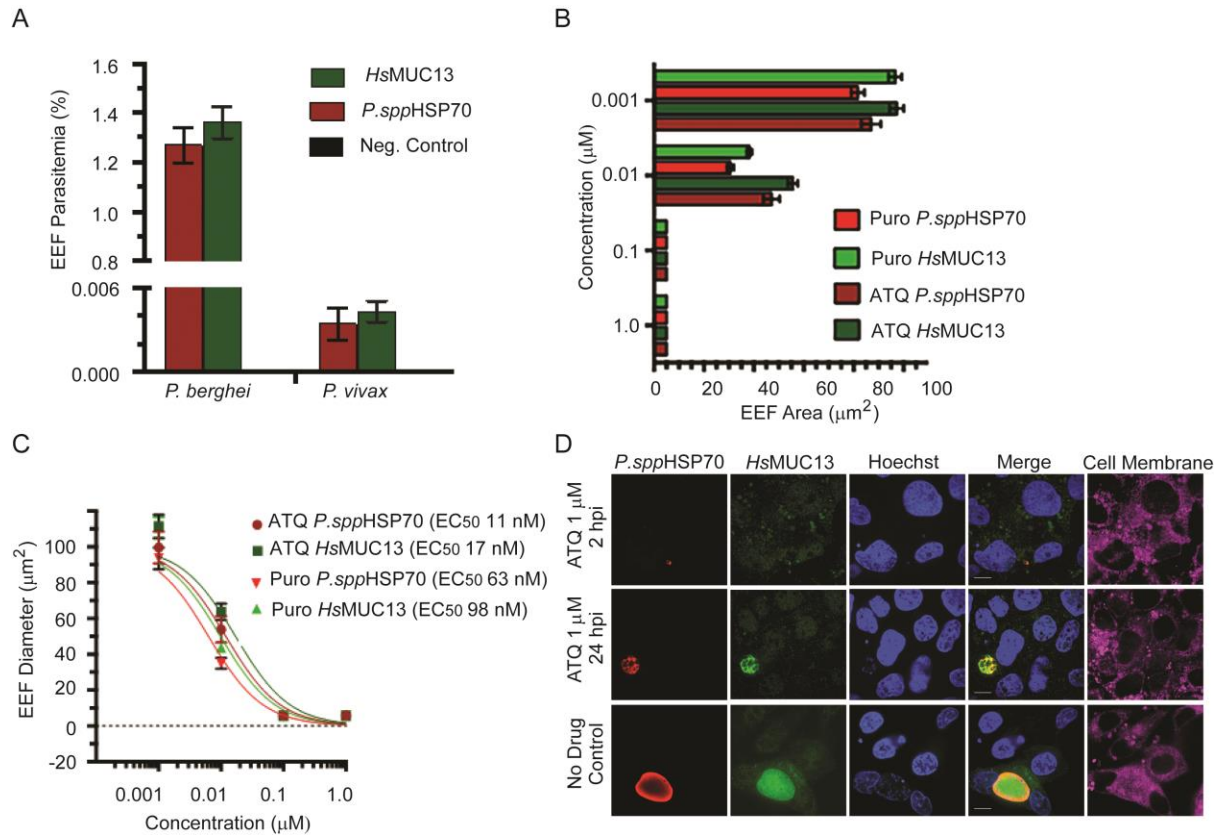 A
EEF Parasitemia (%)
1.6
1.4
1.2
1.0
0.8
0.006
0.000
P. berghei
P. vivax
HsMUC13
P.sppHSP70
Neg. Control
B
Concentration (µM)
0.001
0.01
0.1
1.0
0 20 40 60 80 100
EEF Area (µm²)
Puro P.sppHSP70
Puro HsMUC13
ATQ P.sppHSP70
ATQ HsMUC13
C
EEF Diameter (µm²)
100
80
60
40
20
0
-20
0.001 0.01 0.1 1.0
Concentration (µM)
ATQ P.sppHSP70 (EC50 11 nM)
ATQ HsMUC13 (EC50 17 nM)
Puro P.sppHSP70 (EC50 63 nM)
Puro HsMUC13 (EC50 98 nM)
D
P.sppHSP70 HsMUC13 Hoechst Merge Cell Membrane
ATQ 1 µM
2 hpi
ATQ 1 µM
24 hpi
No Drug
Control